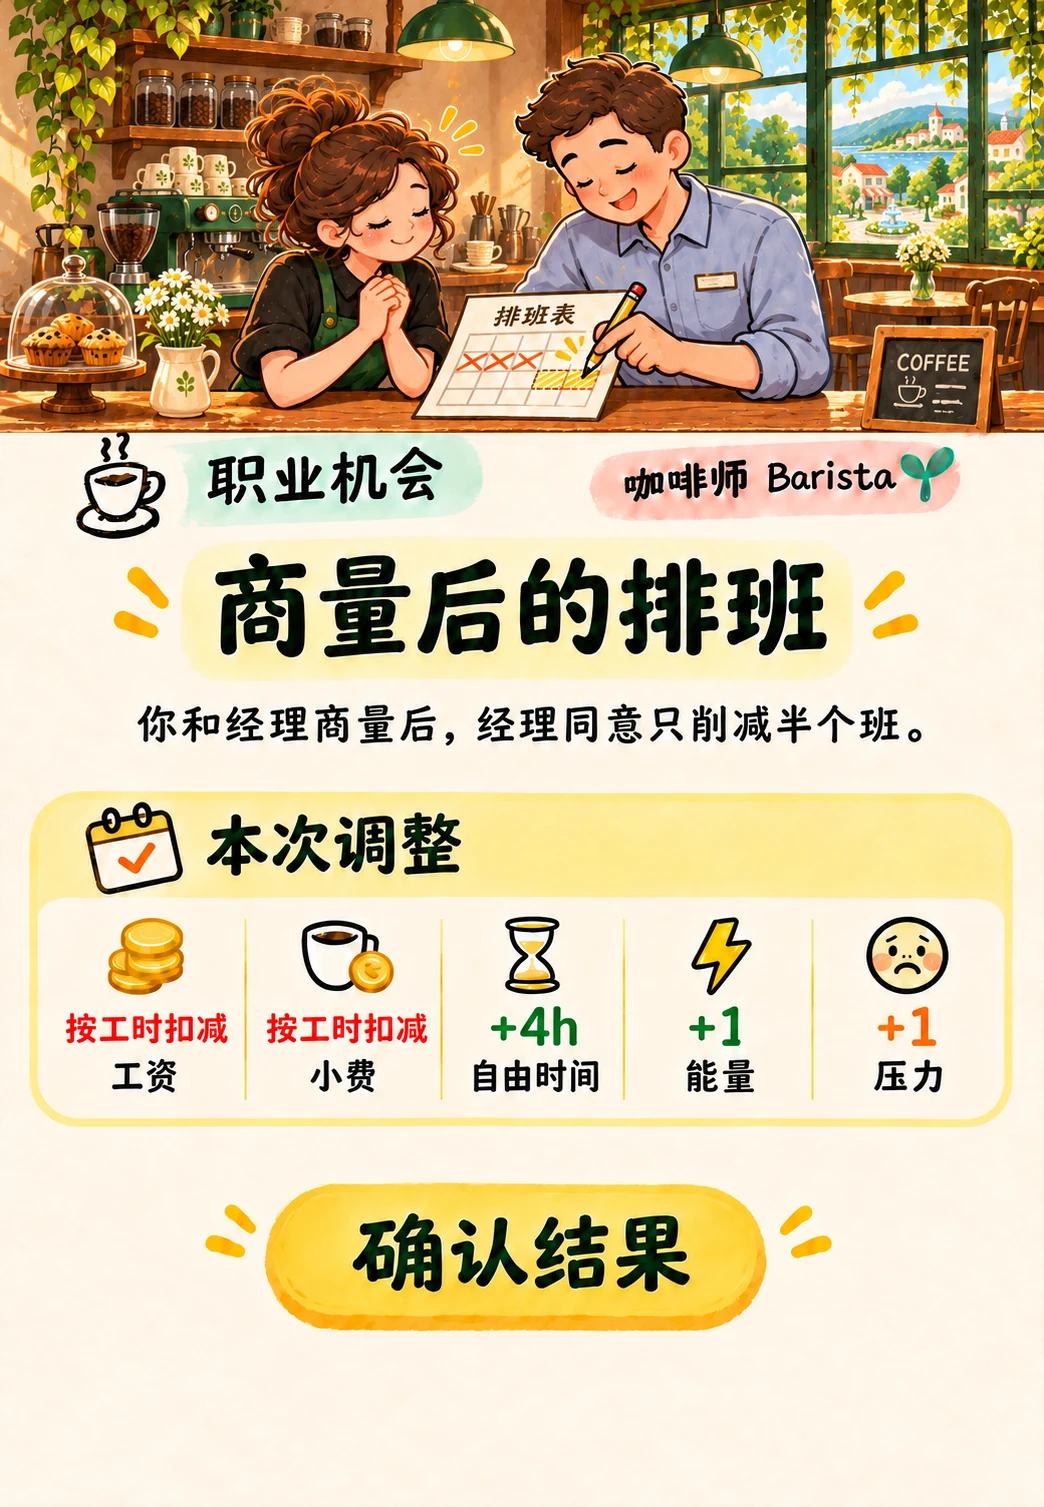 排班表
COFFEE
职业机会
咖啡师 Barista
商量后的排班
你和经理商量后，经理同意只削减半个班。
本次调整
按工时扣减
工资
按工时扣减
小费
+4h
自由时间
+1
能量
+1
压力
确认结果